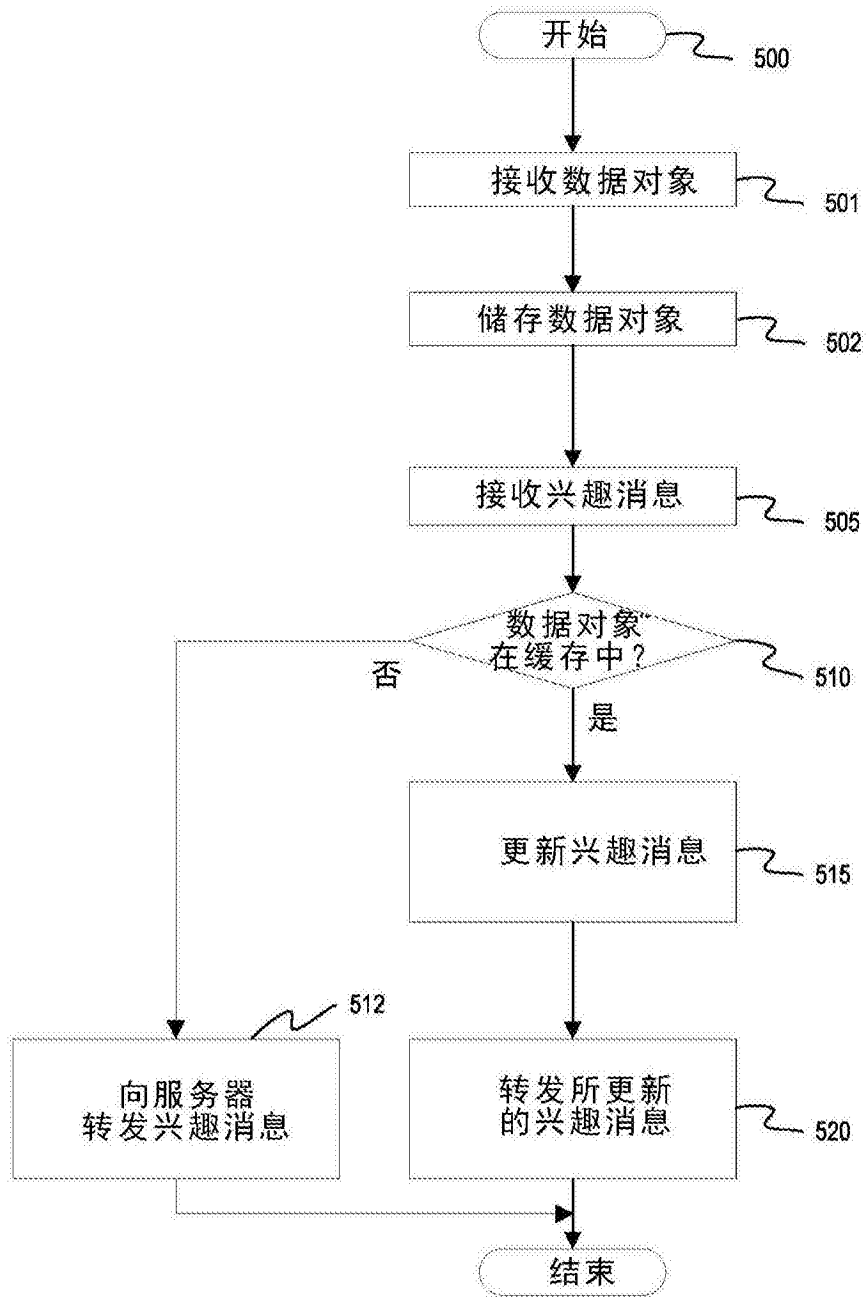 开始
500
接收数据对象
501
储存数据对象
502
接收兴趣消息
505
"数据对象"
在缓存中?
510
否
是
更新兴趣消息
515
512
向服务器
转发兴趣消息
转发所更新
的兴趣消息
520
结束